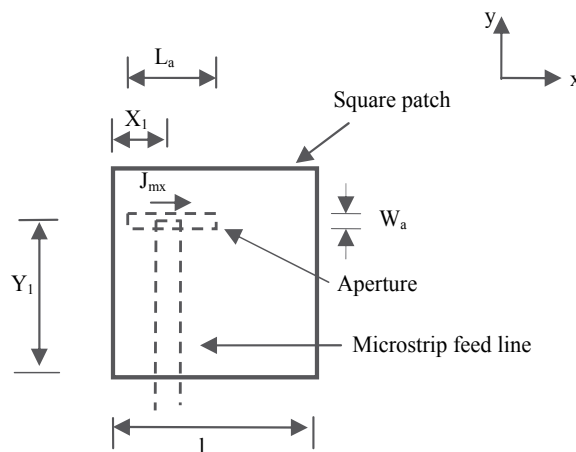 y
Lₐ
x
Square patch
X₁
Jₘₓ
Wₐ
Y₁
Aperture
Microstrip feed line
l